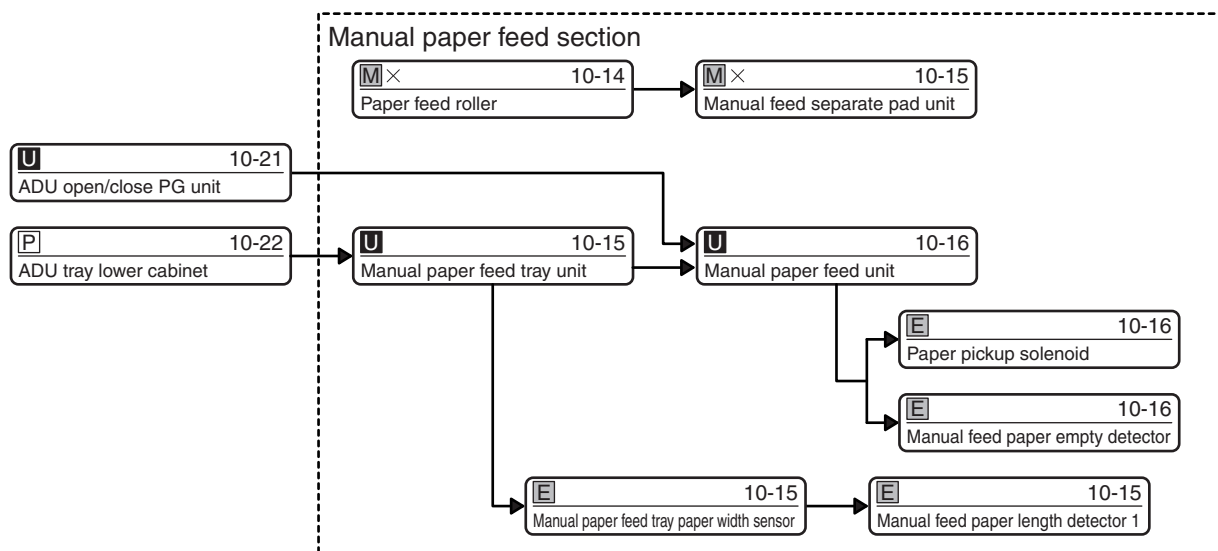 Manual paper feed section
M × 10-14
Paper feed roller
M × 10-15
Manual feed separate pad unit
U 10-21
ADU open/close PG unit
P 10-22
ADU tray lower cabinet
U 10-15
Manual paper feed tray unit
U 10-16
Manual paper feed unit
E 10-16
Paper pickup solenoid
E 10-16
Manual feed paper empty detector
E 10-15
Manual paper feed tray paper width sensor
E 10-15
Manual feed paper length detector 1